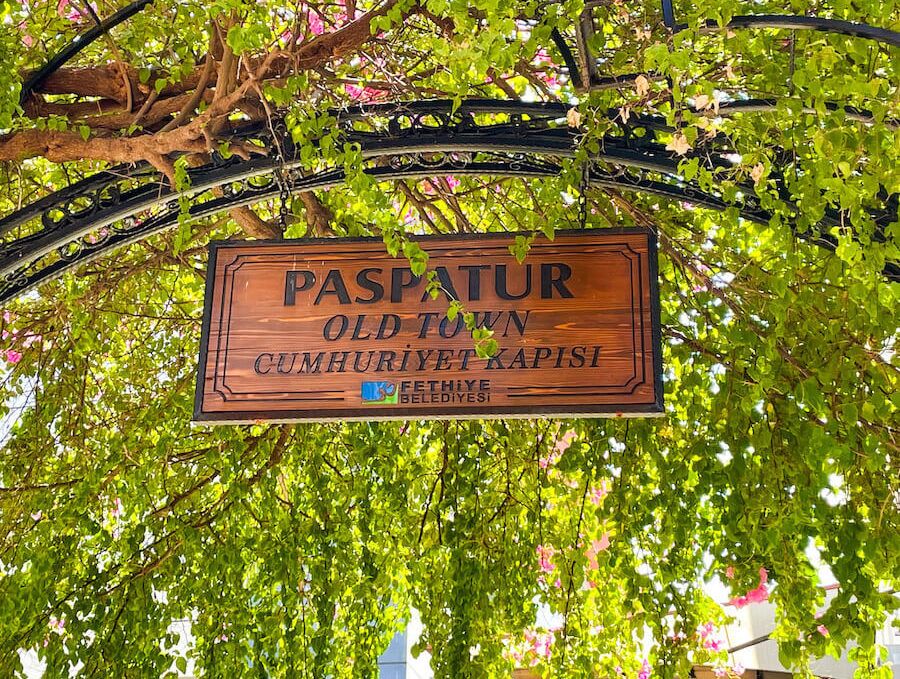 PASPATUR
OLD TOWN
CUMHURİYET KAPISI
FETHİYE
BELEDİYESİ